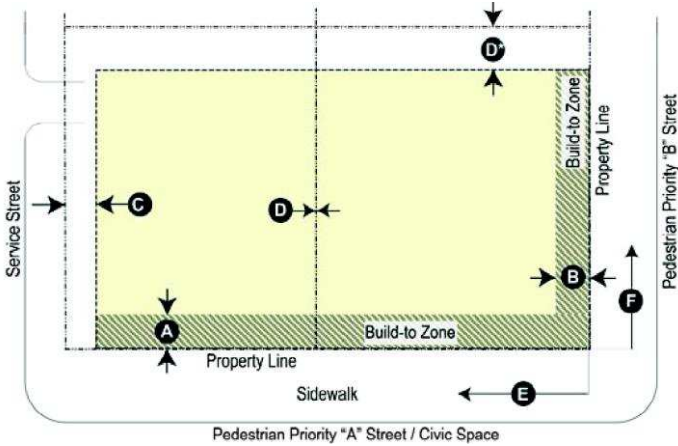 D*
Build-to Zone
Property Line
Pedestrian Priority "B" Street
Service Street
C
D
B
F
A
Build-to Zone
Property Line
Sidewalk
E
Pedestrian Priority "A" Street / Civic Space